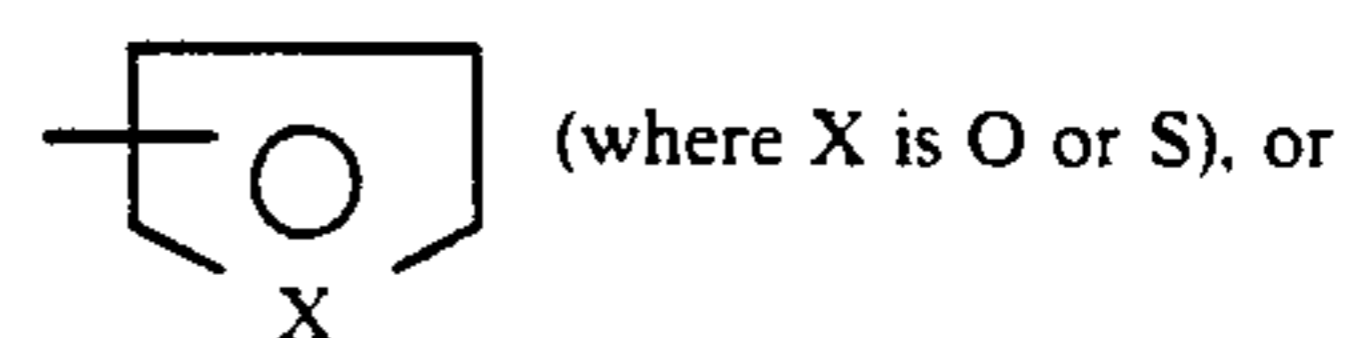 (where X is O or S), or
X